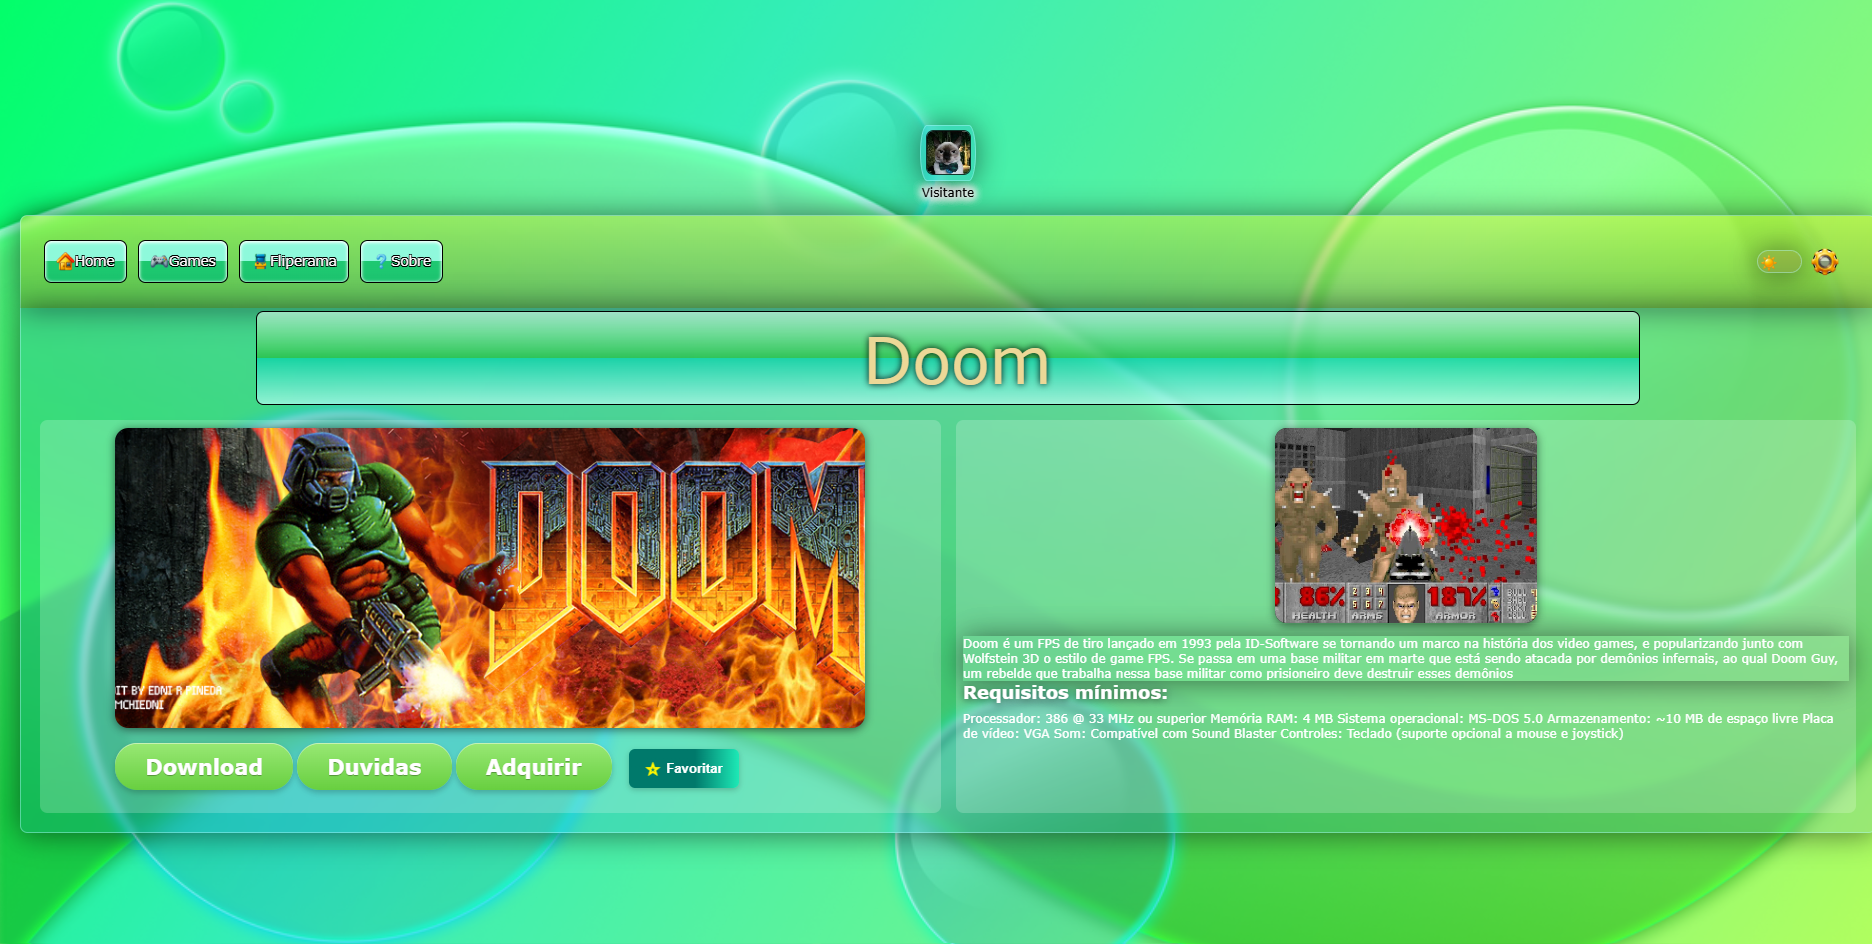 Visitante
Home
Games
Fliperama
Sobre
Doom
DOOM
IT BY EDNI R PINEDA
MCHIEDNI
86%
HEALTH
2 3 4
5 6 7
ARMS
187%
ARMOR
Doom é um FPS de tiro lançado em 1993 pela ID-Software se tornando um marco na história dos video games, e popularizando junto com
Wolfstein 3D o estilo de game FPS. Se passa em uma base militar em marte que está sendo atacada por demônios infernais, ao qual Doom Guy,
um rebelde que trabalha nessa base militar como prisioneiro deve destruir esses demônios
Requisitos mínimos:
Processador: 386 @ 33 MHz ou superior Memória RAM: 4 MB Sistema operacional: MS-DOS 5.0 Armazenamento: ~10 MB de espaço livre Placa
de vídeo: VGA Som: Compatível com Sound Blaster Controles: Teclado (suporte opcional a mouse e joystick)
Download
Duvidas
Adquirir
Favoritar